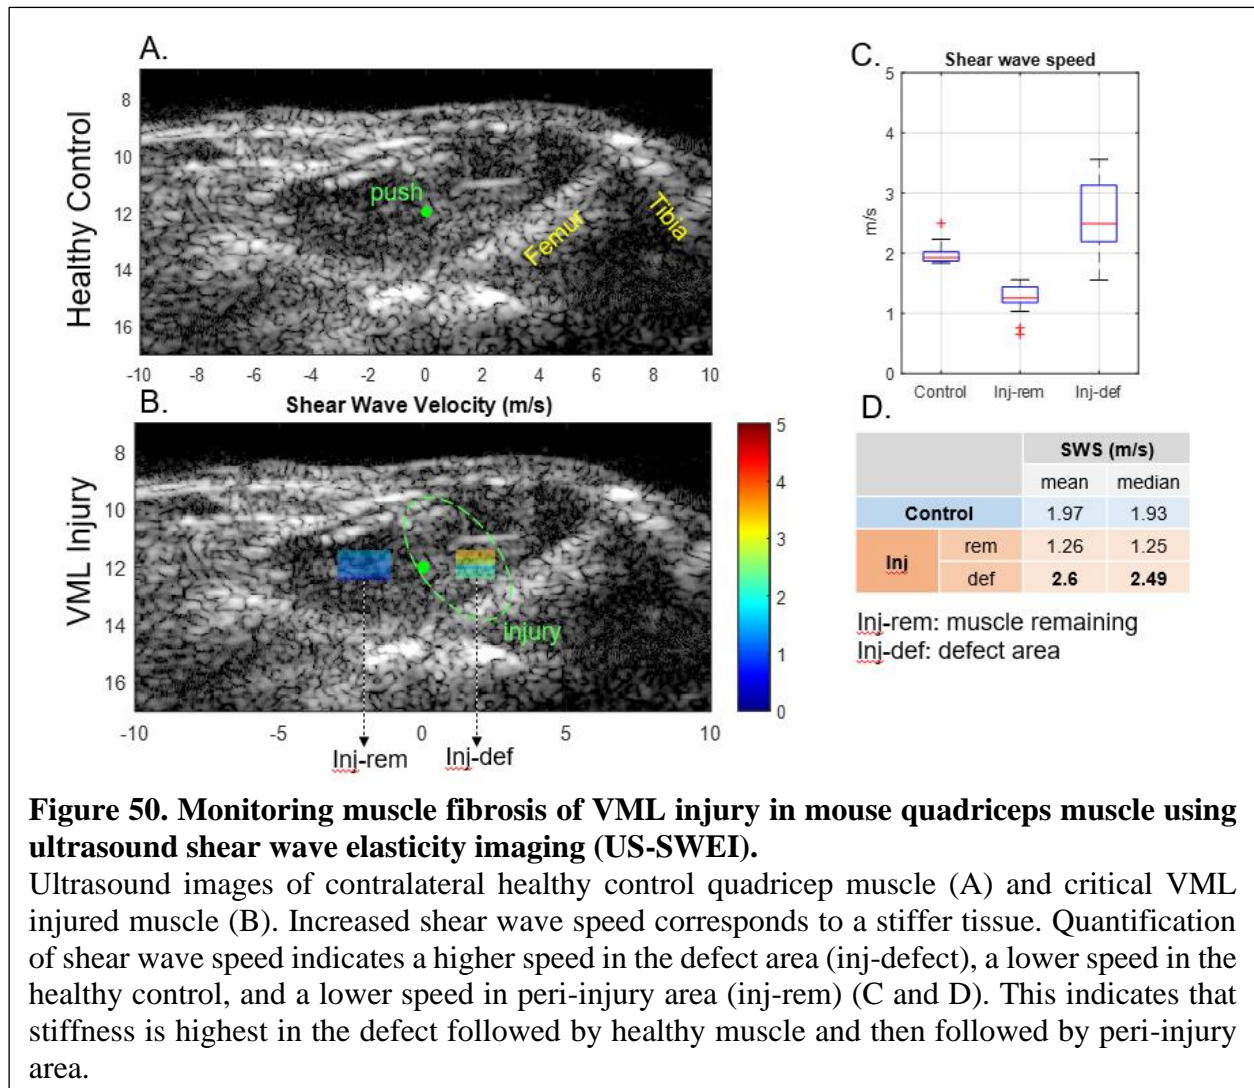 A.
Healthy Control
8
10
12
14
16
push
Femur
Tibia
-10 -8 -6 -4 -2 0 2 4 6 8 10
B.
Shear Wave Velocity (m/s)
VML Injury
8
10
12
14
16
injury
-10 -5 0 5 10
5
4
3
2
1
0
Inj-rem Inj-def
C.
Shear wave speed
5
4
3
2
1
0
m/s
Control Inj-rem Inj-def
D.
SWS (m/s)
mean median
Control 1.97 1.93
Inj rem 1.26 1.25
def 2.6 2.49
Inj-rem: muscle remaining
Inj-def: defect area
Figure 50. Monitoring muscle fibrosis of VML injury in mouse quadriceps muscle using
ultrasound shear wave elasticity imaging (US-SWEI).
Ultrasound images of contralateral healthy control quadricep muscle (A) and critical VML
injured muscle (B). Increased shear wave speed corresponds to a stiffer tissue. Quantification
of shear wave speed indicates a higher speed in the defect area (inj-defect), a lower speed in the
healthy control, and a lower speed in peri-injury area (inj-rem) (C and D). This indicates that
stiffness is highest in the defect followed by healthy muscle and then followed by peri-injury
area.